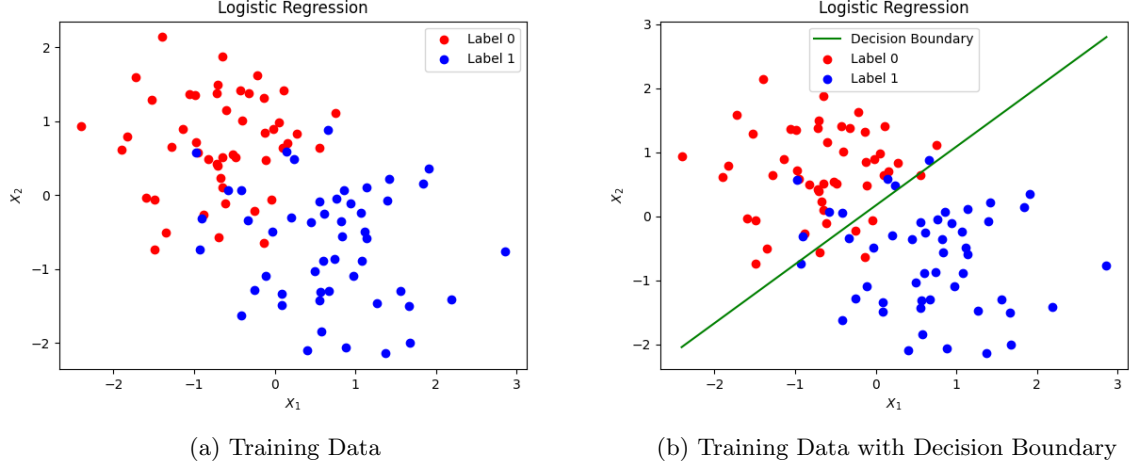 Logistic Regression
Label 0
Label 1
2
1
0
−1
−2
X₂
−2
−1
0
1
2
3
X₁
(a) Training Data
Logistic Regression
Decision Boundary
Label 0
Label 1
3
2
1
0
−1
−2
X₂
−2
−1
0
1
2
3
X₁
(b) Training Data with Decision Boundary